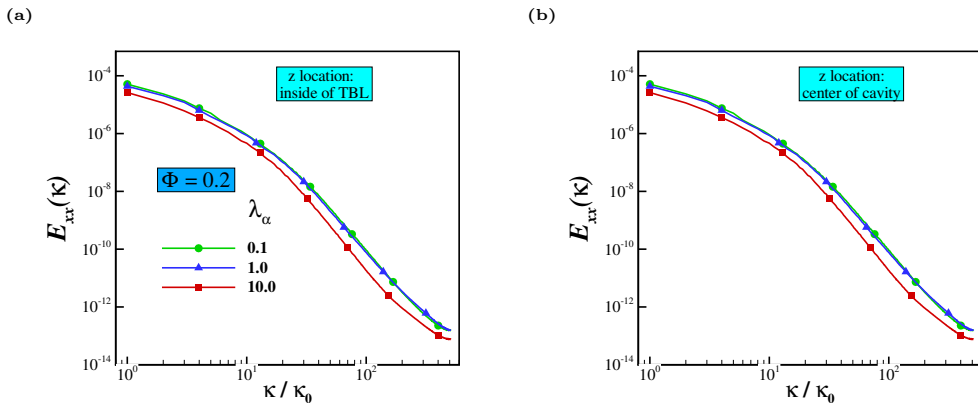 (a)
(b)
z location:
inside of TBL
z location:
center of cavity
Φ = 0.2
λα
0.1
1.0
10.0
Exx(κ)
10⁻⁴
10⁻⁶
10⁻⁸
10⁻¹⁰
10⁻¹²
10⁻¹⁴
10⁰
10¹
10²
κ / κ₀
Exx(κ)
10⁻⁴
10⁻⁶
10⁻⁸
10⁻¹⁰
10⁻¹²
10⁻¹⁴
10⁰
10¹
10²
κ / κ₀